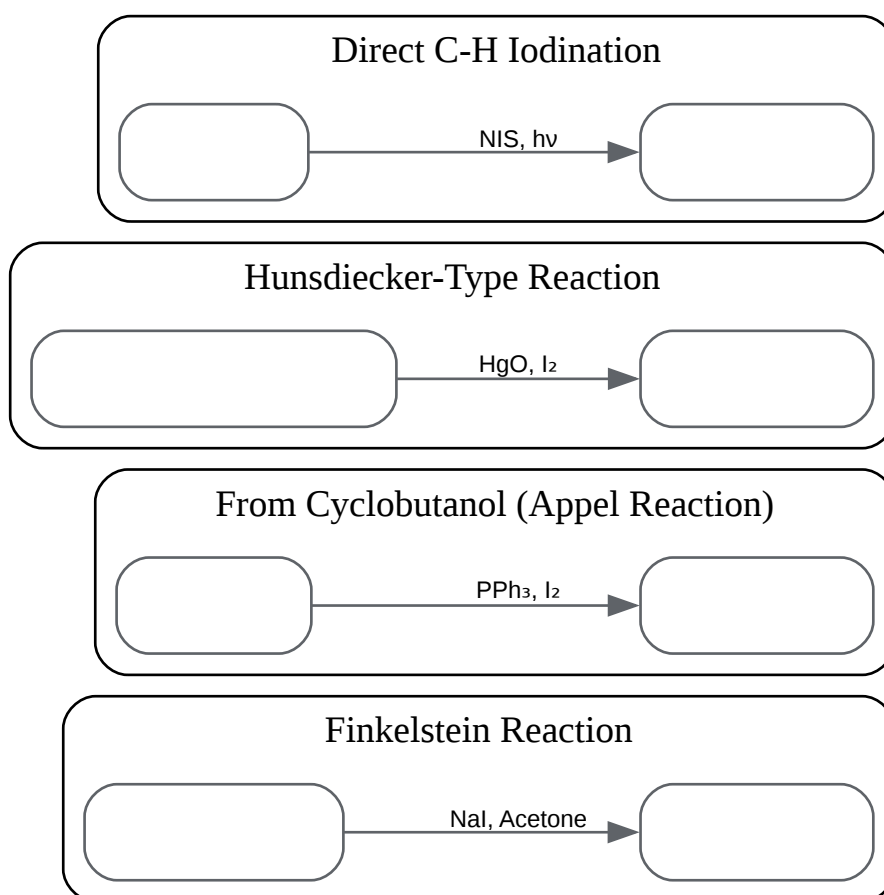 Direct C-H Iodination
NIS, hν
Hunsdiecker-Type Reaction
HgO, I₂
From Cyclobutanol (Appel Reaction)
PPh₃, I₂
Finkelstein Reaction
NaI, Acetone